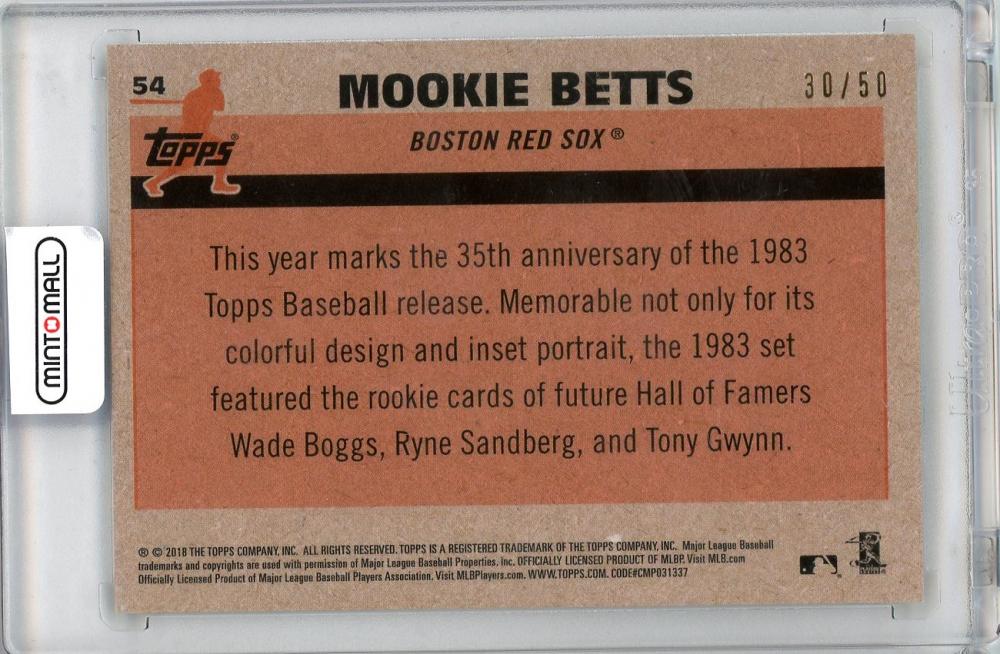 54
MOOKIE BETTS
30/50
Topps®
BOSTON RED SOX®
This year marks the 35th anniversary of the 1983
Topps Baseball release. Memorable not only for its
colorful design and inset portrait, the 1983 set
featured the rookie cards of future Hall of Famers
Wade Boggs, Ryne Sandberg, and Tony Gwynn.
® © 2018 THE TOPPS COMPANY, INC. ALL RIGHTS RESERVED. TOPPS IS A REGISTERED TRADEMARK OF THE TOPPS COMPANY, INC. Major League Baseball
trademarks and copyrights are used with permission of Major League Baseball Properties, Inc. OFFICIALLY LICENSED PRODUCT OF MLBP. Visit MLB.com
Officially Licensed Product of Major League Baseball Players Association. Visit MLBPlayers.com. WWW.TOPPS.COM. CODE#CMP031337
MINTOMALL